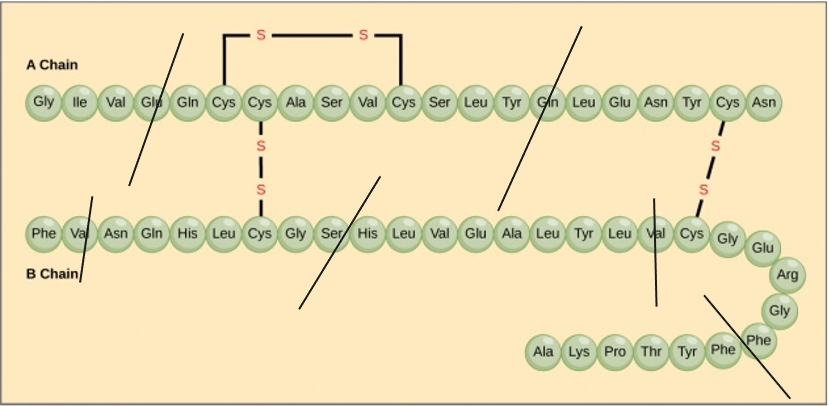 S S
A Chain
Gly Ile Val Glu Gln Cys Cys Ala Ser Val Cys Ser Leu Tyr Gln Leu Glu Asn Tyr Cys Asn
S S
S S
Phe Val Asn Gln His Leu Cys Gly Ser His Leu Val Glu Ala Leu Tyr Leu Val Cys Gly Glu
B Chain Arg
Gly
Ala Lys Pro Thr Tyr Phe Phe